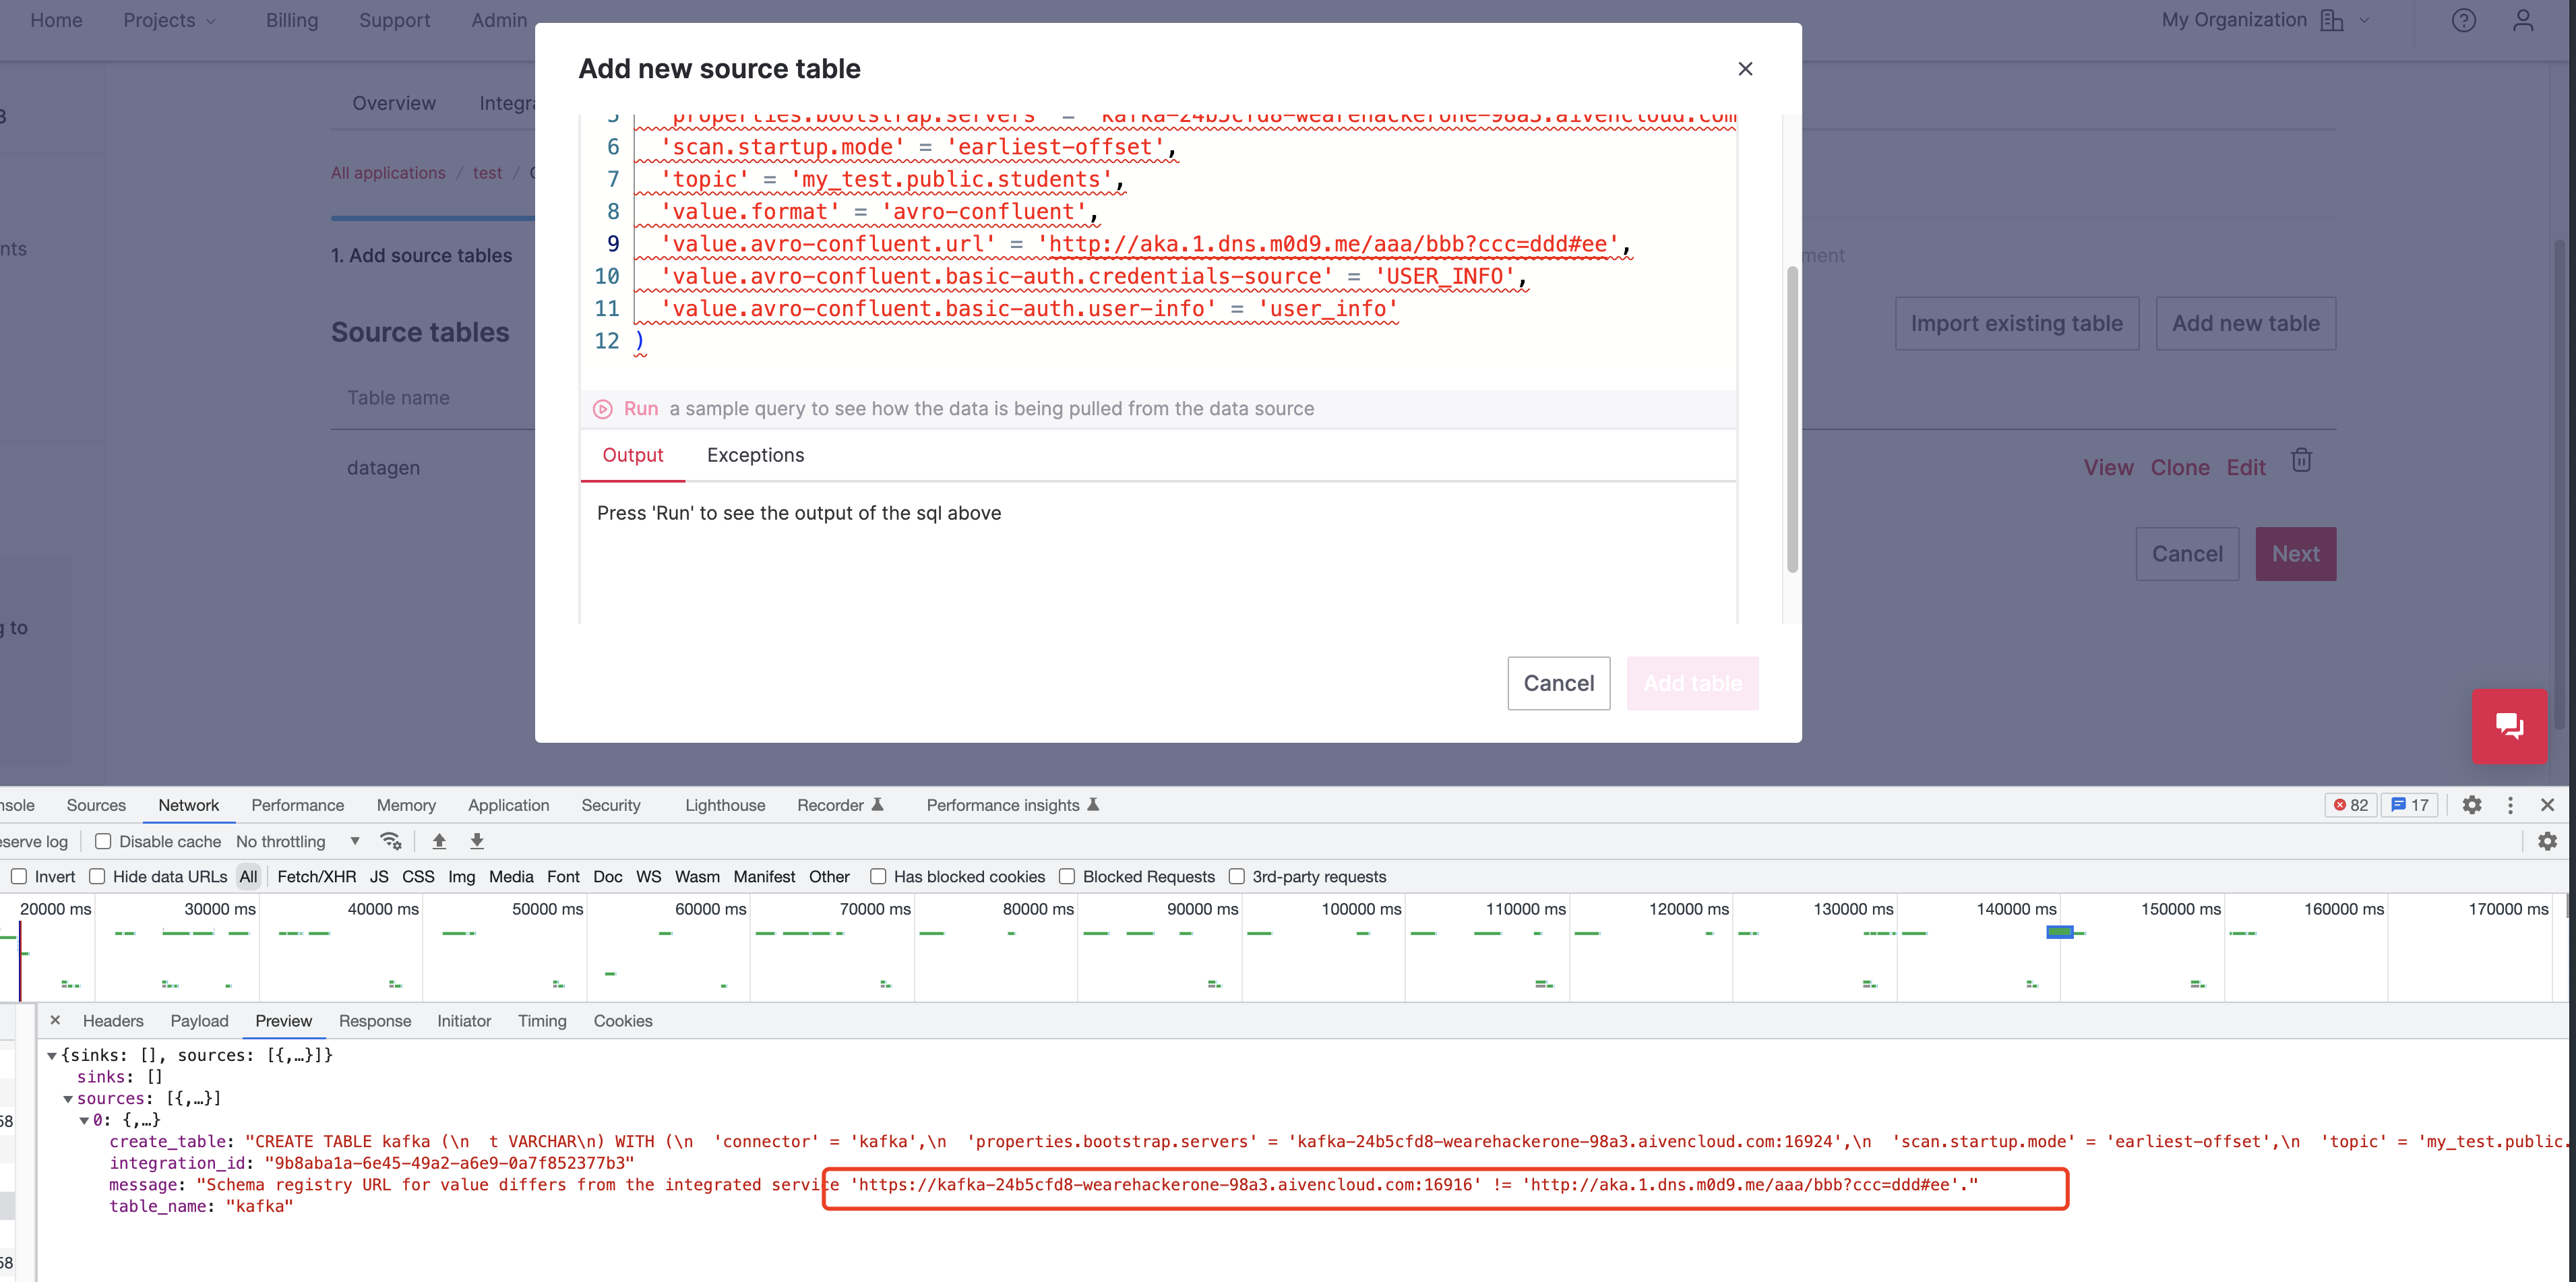 Home Projects Billing Support Admin My Organization
Add new source table
Overview Integra
All applications / test /
nts
1. Add source tables
ment
Source tables
Import existing table Add new table
Table name
datagen
View Clone Edit
Cancel Next
g to
5 'properties.bootstrap.servers' = 'kafka-24b5cfd8-wearehackerone-98a3.aivencloud.com
6 'scan.startup.mode' = 'earliest-offset',
7 'topic' = 'my_test.public.students',
8 'value.format' = 'avro-confluent',
9 'value.avro-confluent.url' = 'http://aka.1.dns.m0d9.me/aaa/bbb?ccc=ddd#ee',
10 'value.avro-confluent.basic-auth.credentials-source' = 'USER_INFO',
11 'value.avro-confluent.basic-auth.user-info' = 'user_info'
12 )
Run a sample query to see how the data is being pulled from the data source
Output Exceptions
Press 'Run' to see the output of the sql above
Cancel Add table
nsole Sources Network Performance Memory Application Security Lighthouse Recorder Performance insights 82 17
eserve log Disable cache No throttling
Invert Hide data URLs All Fetch/XHR JS CSS Img Media Font Doc WS Wasm Manifest Other Has blocked cookies Blocked Requests 3rd-party requests
20000 ms 30000 ms 40000 ms 50000 ms 60000 ms 70000 ms 80000 ms 90000 ms 100000 ms 110000 ms 120000 ms 130000 ms 140000 ms 150000 ms 160000 ms 170000 ms
× Headers Payload Preview Response Initiator Timing Cookies
{sinks: [], sources: [{,…}]}
sinks: []
sources: [{,…}]
58 0: {,…}
create_table: "CREATE TABLE kafka (\n  t VARCHAR\n) WITH (\n  'connector' = 'kafka',\n  'properties.bootstrap.servers' = 'kafka-24b5cfd8-wearehackerone-98a3.aivencloud.com:16924',\n  'scan.startup.mode' = 'earliest-offset',\n  'topic' = 'my_test.public.
integration_id: "9b8aba1a-6e45-49a2-a6e9-0a7f852377b3"
message: "Schema registry URL for value differs from the integrated service 'https://kafka-24b5cfd8-wearehackerone-98a3.aivencloud.com:16916' != 'http://aka.1.dns.m0d9.me/aaa/bbb?ccc=ddd#ee'."
table_name: "kafka"
58